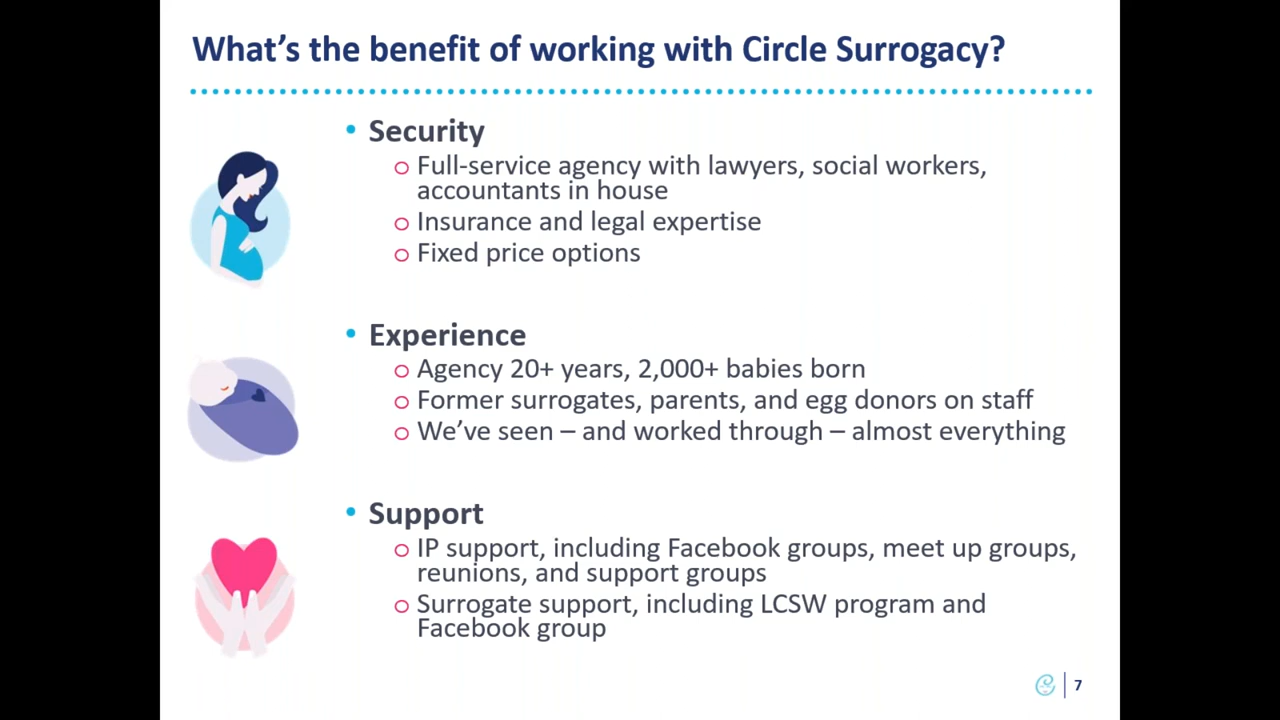 What’s the benefit of working with Circle Surrogacy?
• Security
o Full-service agency with lawyers, social workers,
accountants in house
o Insurance and legal expertise
o Fixed price options
• Experience
o Agency 20+ years, 2,000+ babies born
o Former surrogates, parents, and egg donors on staff
o We’ve seen – and worked through – almost everything
• Support
o IP support, including Facebook groups, meet up groups,
reunions, and support groups
o Surrogate support, including LCSW program and
Facebook group
7